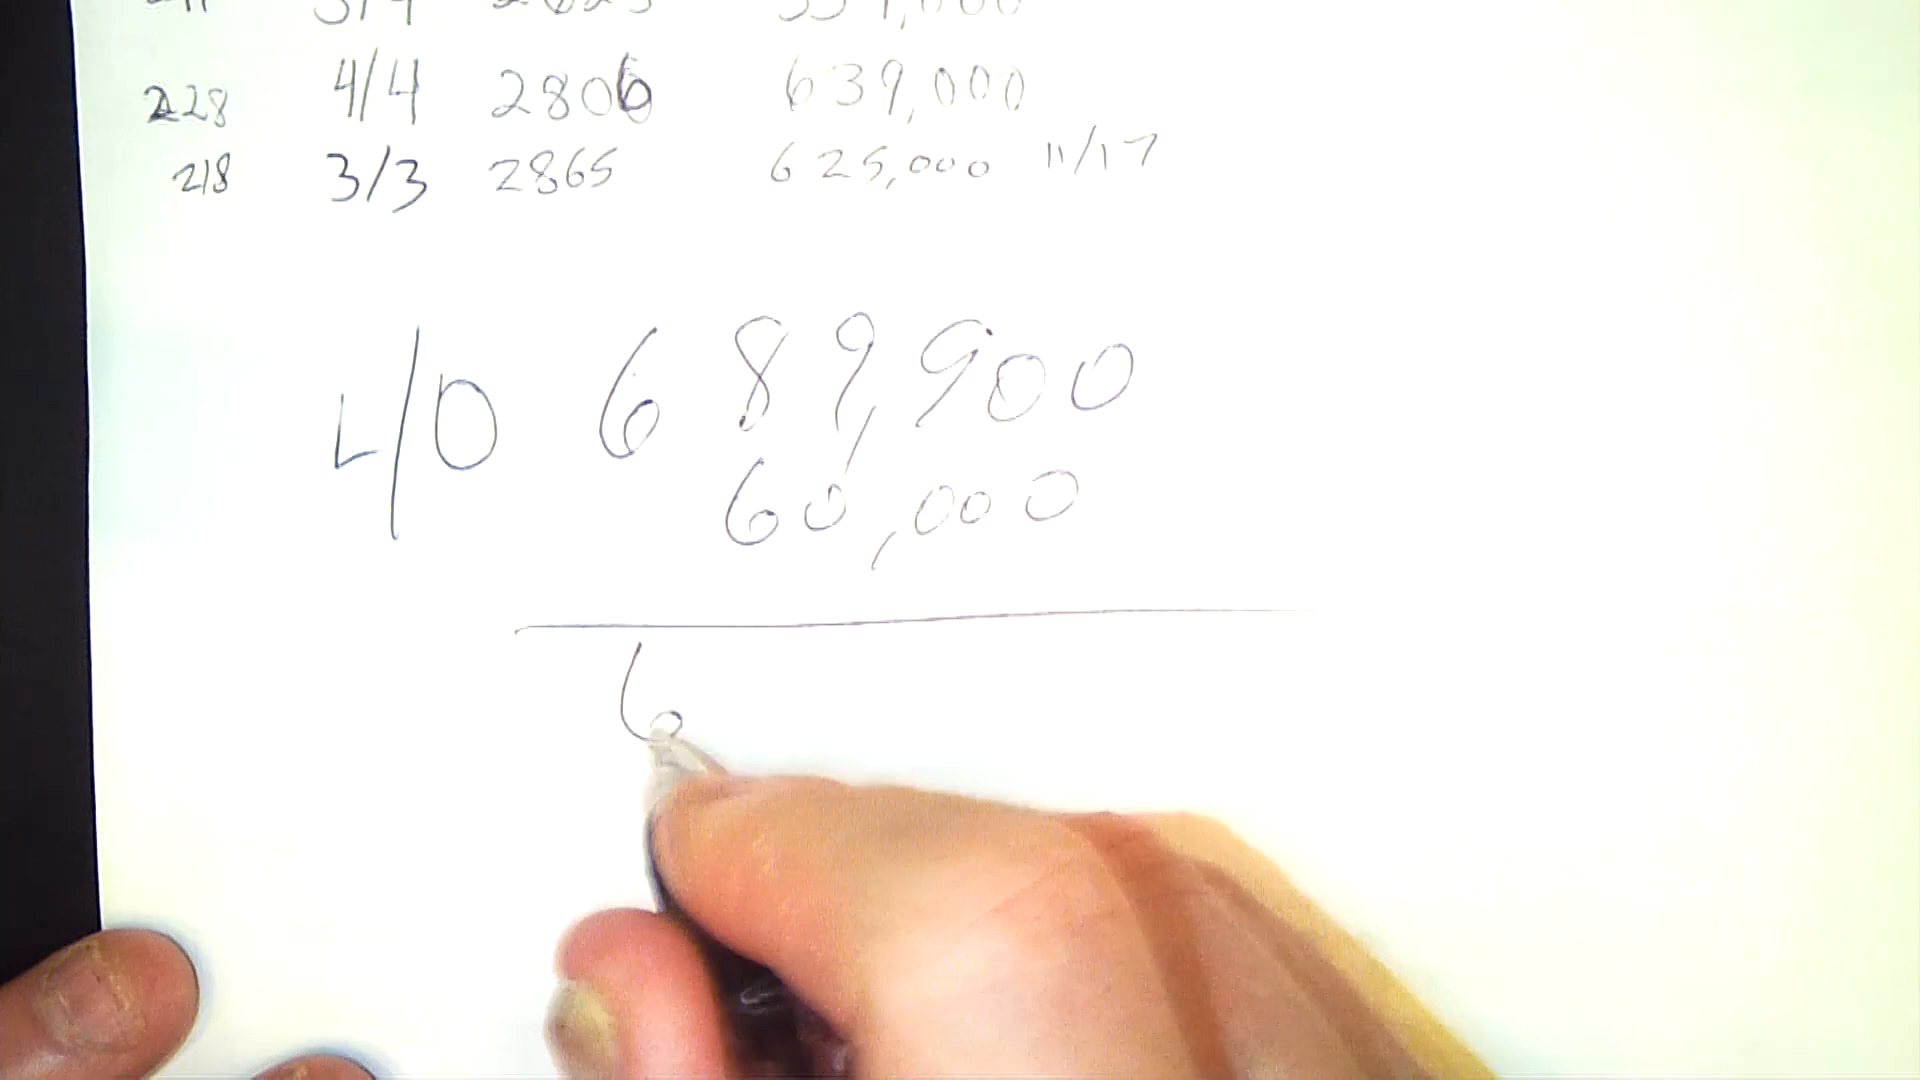 228 4/4 2806 639,000
218 3/3 2865 625,000 11/17
L/O 689,900
60,000
6